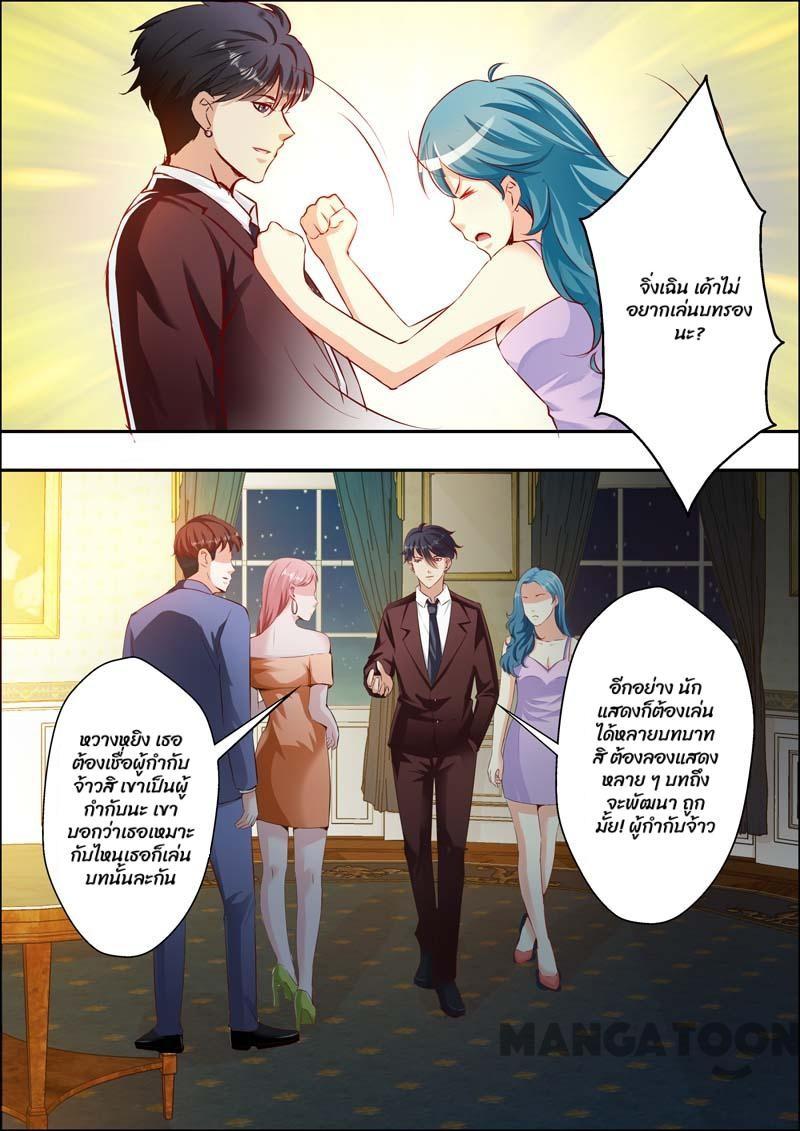 จิ่งเฉิน เค้าไม่
อยากเล่นบทรอง
นะ?
หวางหยิง เธอ
ต้องเชื่อผู้กำกับ
จ้าวสิ เขาเป็นผู้
กำกับนะ เขา
บอกว่าเธอเหมาะ
กับไหนเธอก็เล่น
บทนั้นละกัน
อีกอย่าง นัก
แสดงก็ต้องเล่น
ได้หลายบทบาท
สิ ต้องลองแสดง
หลาย ๆ บทถึง
จะพัฒนา ถูก
มั้ย! ผู้กำกับจ้าว
MANGATOON